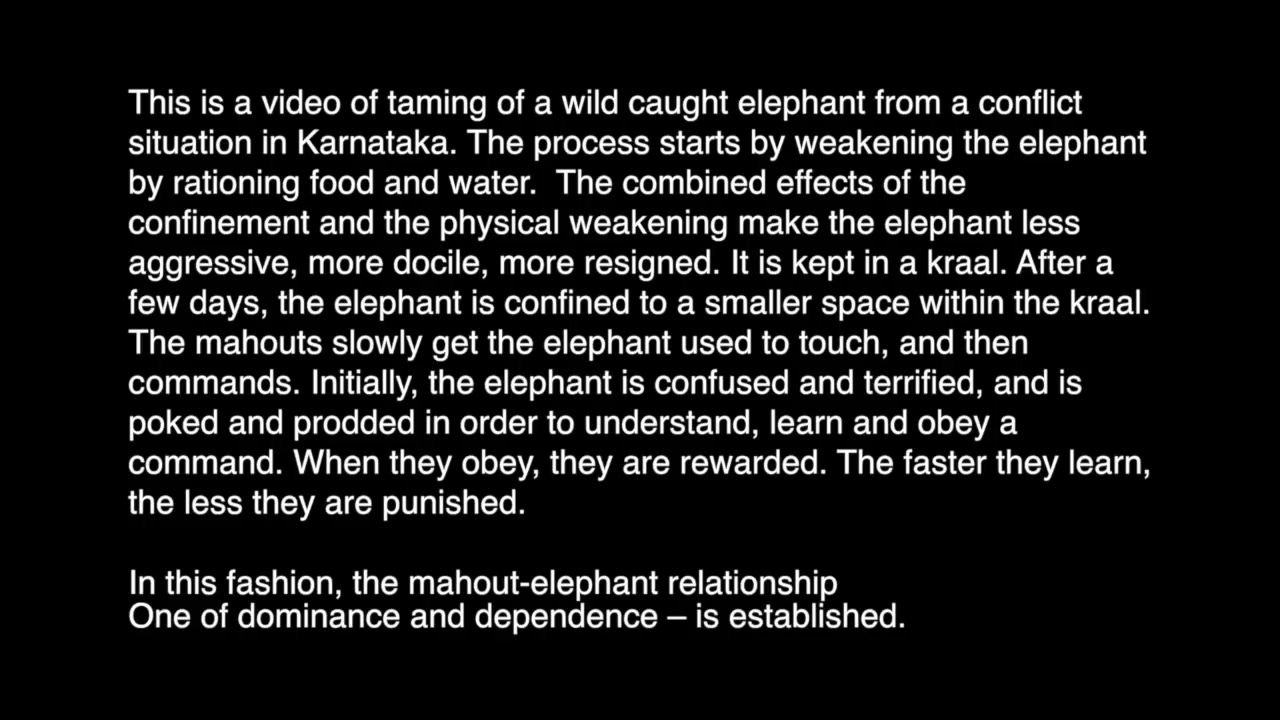 This is a video of taming of a wild caught elephant from a conflict
situation in Karnataka. The process starts by weakening the elephant
by rationing food and water.  The combined effects of the
confinement and the physical weakening make the elephant less
aggressive, more docile, more resigned. It is kept in a kraal. After a
few days, the elephant is confined to a smaller space within the kraal.
The mahouts slowly get the elephant used to touch, and then
commands. Initially, the elephant is confused and terrified, and is
poked and prodded in order to understand, learn and obey a
command. When they obey, they are rewarded. The faster they learn,
the less they are punished.
In this fashion, the mahout-elephant relationship
One of dominance and dependence – is established.